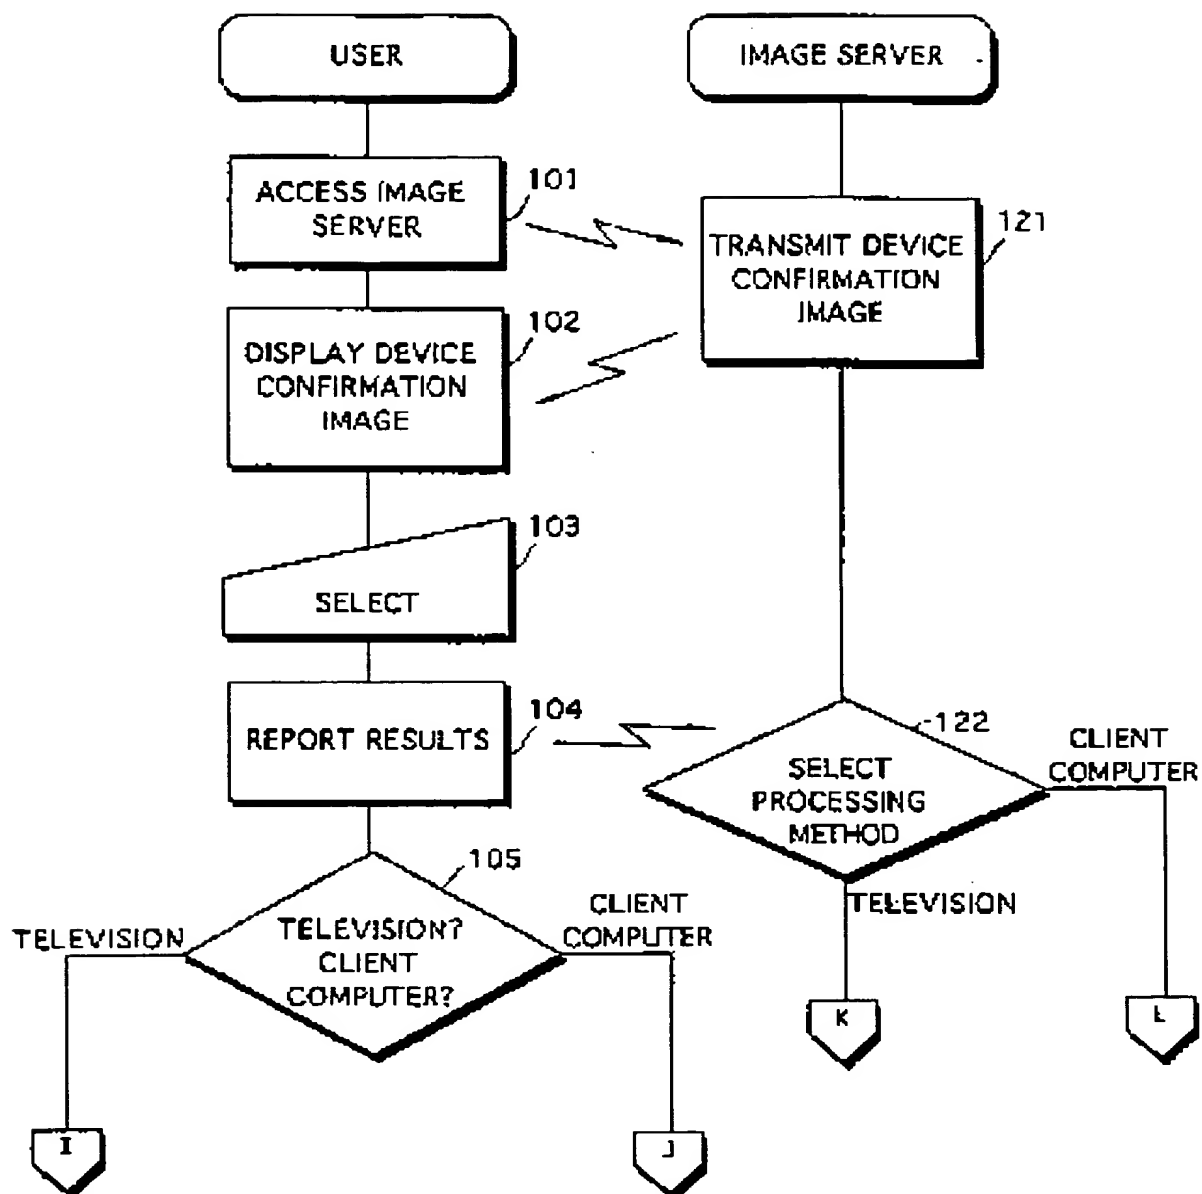 USER
IMAGE SERVER
ACCESS IMAGE
SERVER
101
TRANSMIT DEVICE
CONFIRMATION
IMAGE
121
DISPLAY DEVICE
CONFIRMATION
IMAGE
102
SELECT
103
REPORT RESULTS
104
SELECT
PROCESSING
METHOD
122
CLIENT
COMPUTER
TELEVISION
K
L
TELEVISION?
CLIENT
COMPUTER?
105
TELEVISION
CLIENT
COMPUTER
I
J